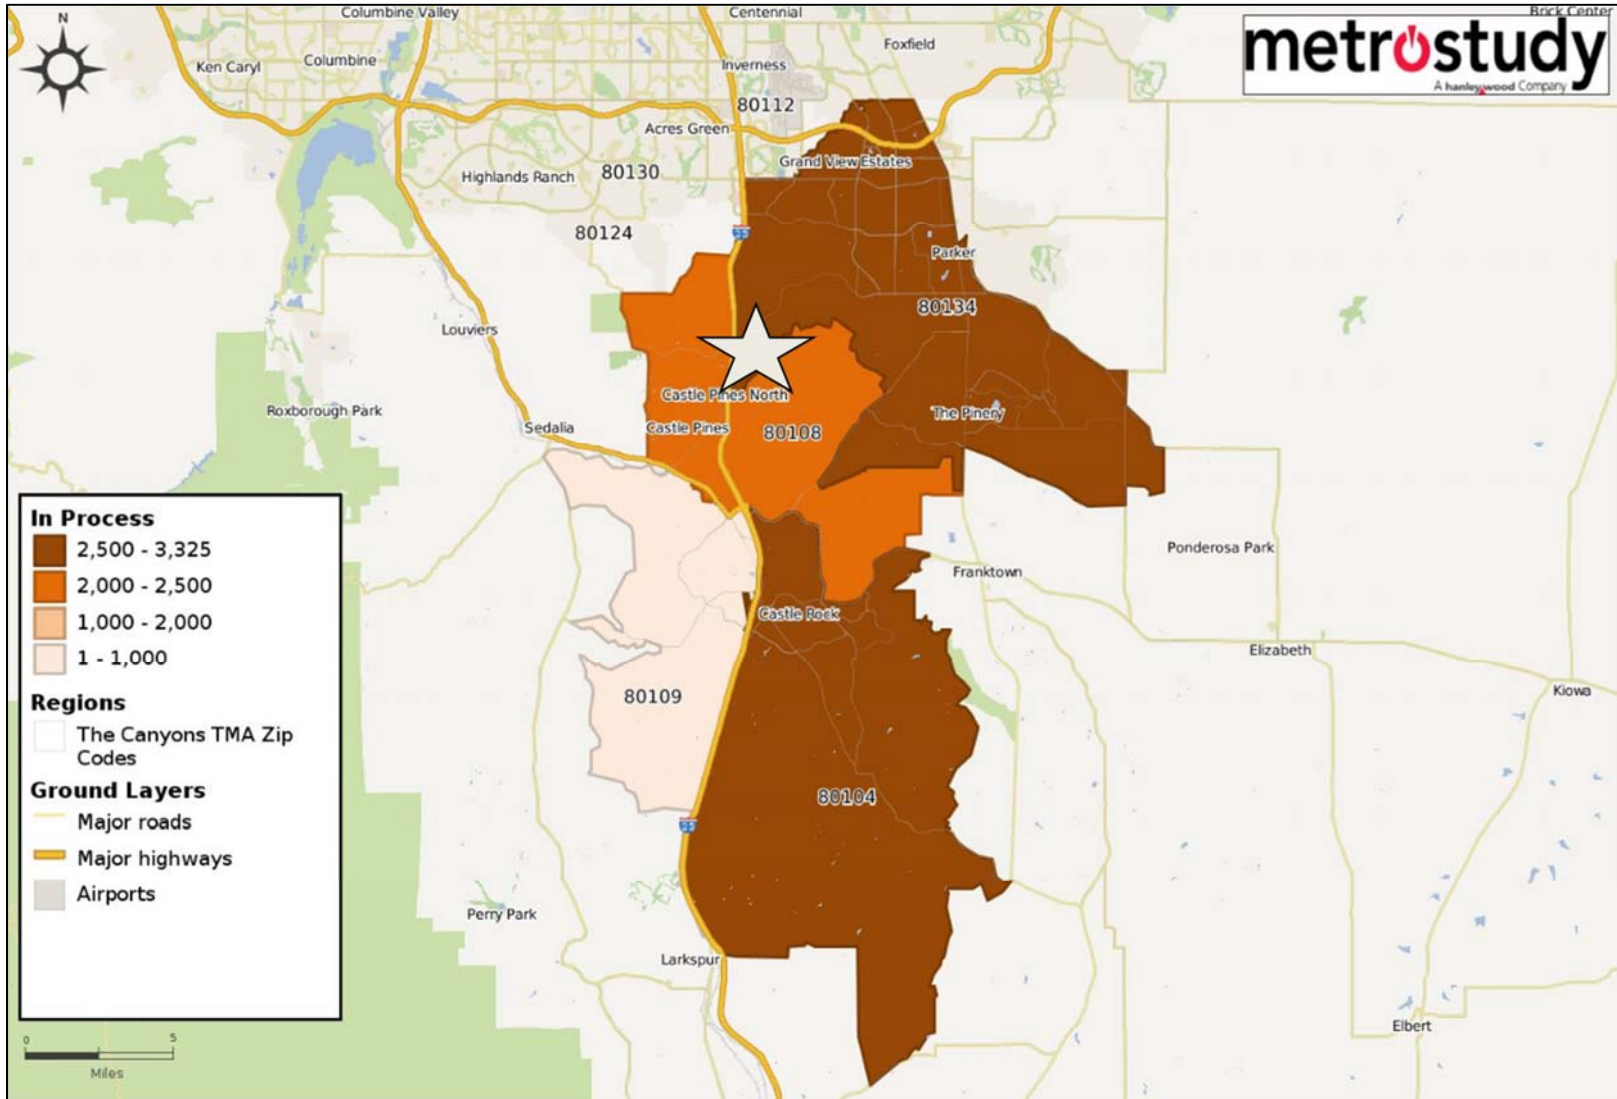 Columbine Valley
Centennial
Brick Center
N
Foxfield
metrostudy
A hanleywood Company
Ken Caryl
Columbine
Inverness
80112
Acres Green
Grand View Estates
Highlands Ranch
80130
80124
25
Parker
80134
Louviers
Castle Pines North
Roxborough Park
Sedalia
Castle Pines
80108
The Pinery
In Process
2,500 - 3,325
2,000 - 2,500
1,000 - 2,000
1 - 1,000
Regions
The Canyons TMA Zip
Codes
Ground Layers
Major roads
Major highways
Airports
Ponderosa Park
Franktown
Castle Rock
Elizabeth
Kiowa
80109
80104
25
Perry Park
Larkspur
Elbert
0 5
Miles